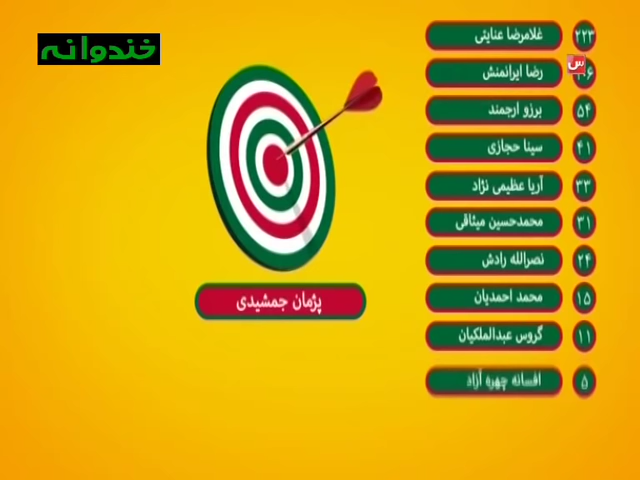 خندوانه
غلامرضا عنایتی ۲۲۳
رضا ایرانمنش
س
برزو ارجمند ۵۴
سینا حجازی ۴۱
آریا عظیمی نژاد ۳۳
محمدحسین میثاقی ۳۱
نصرالله رادش ۲۴
محمد احمدیان ۱۵
گروس عبدالملکیان ۱۱
افسانه چهره آزاد ۵
پژمان جمشیدی